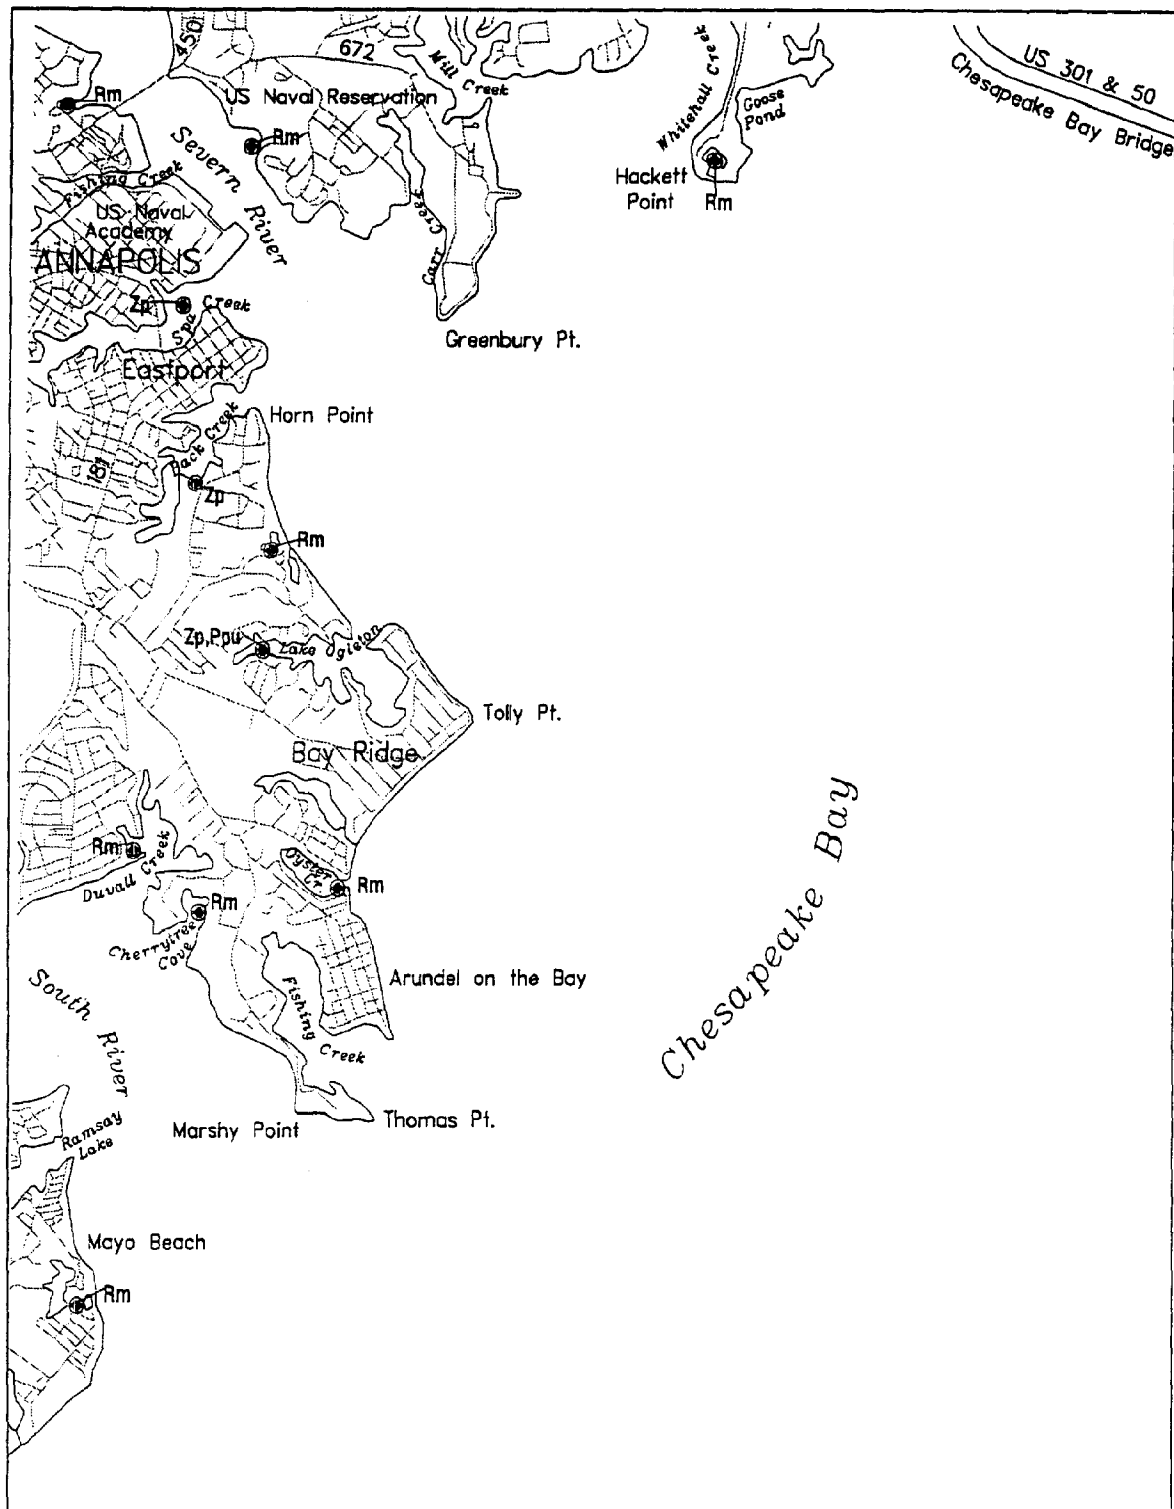 450
672
Mill Creek
Whitehall Creek
Goose
Pond
US 301 & 50
Chesapeake Bay Bridge
Rm
US Naval Reservation
Rm
Severn River
Hackett
Point
Rm
Fishing Creek
US Naval
Academy
ANNAPOLIS
Carr Creek
Zp
Spa Creek
Greenbury Pt.
Eastport
Horn Point
Back Creek
181
Zp
Rm
Zp,Ppu
Lake Ogleton
Tolly Pt.
Bay Ridge
Chesapeake Bay
Rm
Duvall Creek
Oyster
Cr
Rm
Rm
Cherrytree
Cove
Arundel on the Bay
Fishing Creek
South River
Thomas Pt.
Marshy Point
Ramsay
Lake
Mayo Beach
Rm